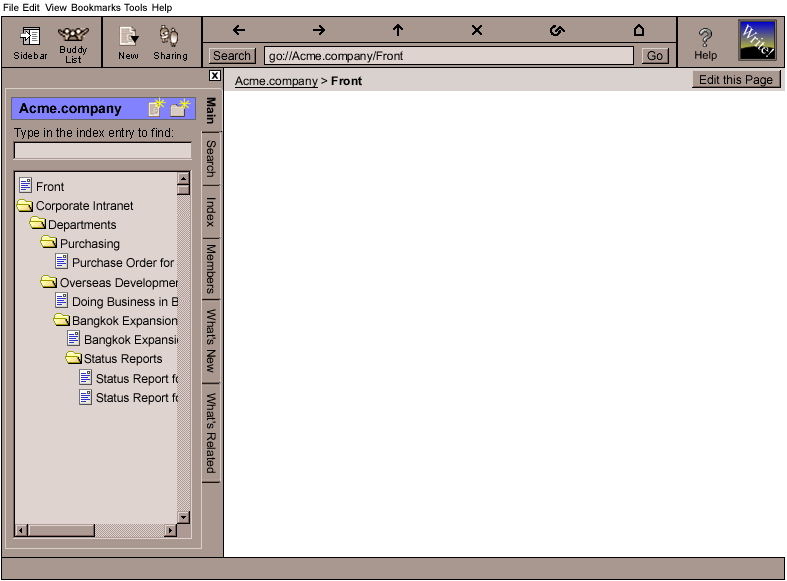 File Edit View Bookmarks Tools Help
Sidebar
Buddy
List
New
Sharing
Search
go://Acme.company/Front
Go
Help
Write!
x
Acme.company > Front
Edit this Page
Acme.company
Type in the index entry to find:
Front
Corporate Intranet
Departments
Purchasing
Purchase Order for
Overseas Developmer
Doing Business in B
Bangkok Expansion
Bangkok Expansi
Status Reports
Status Report fo
Status Report fo
Main
Search
Index
Members
What's New
What's Related